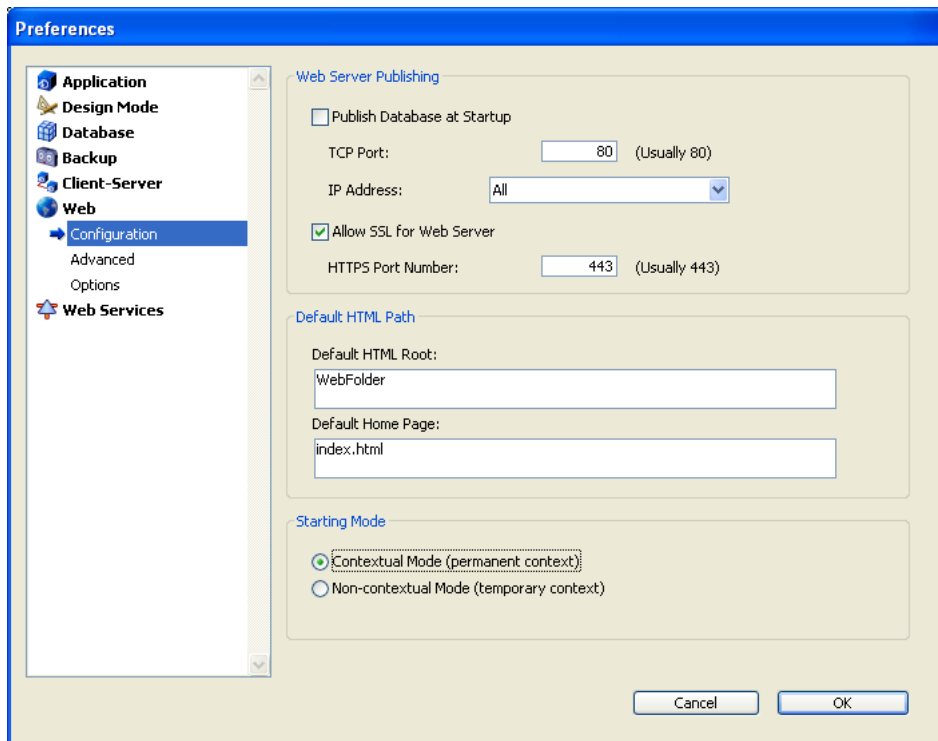 Preferences
Application
Design Mode
Database
Backup
Client-Server
Web
Configuration
Advanced
Options
Web Services
Web Server Publishing
Publish Database at Startup
TCP Port: 80 (Usually 80)
IP Address: All
Allow SSL for Web Server
HTTPS Port Number: 443 (Usually 443)
Default HTML Path
Default HTML Root:
WebFolder
Default Home Page:
index.html
Starting Mode
Contextual Mode (permanent context)
Non-contextual Mode (temporary context)
Cancel OK